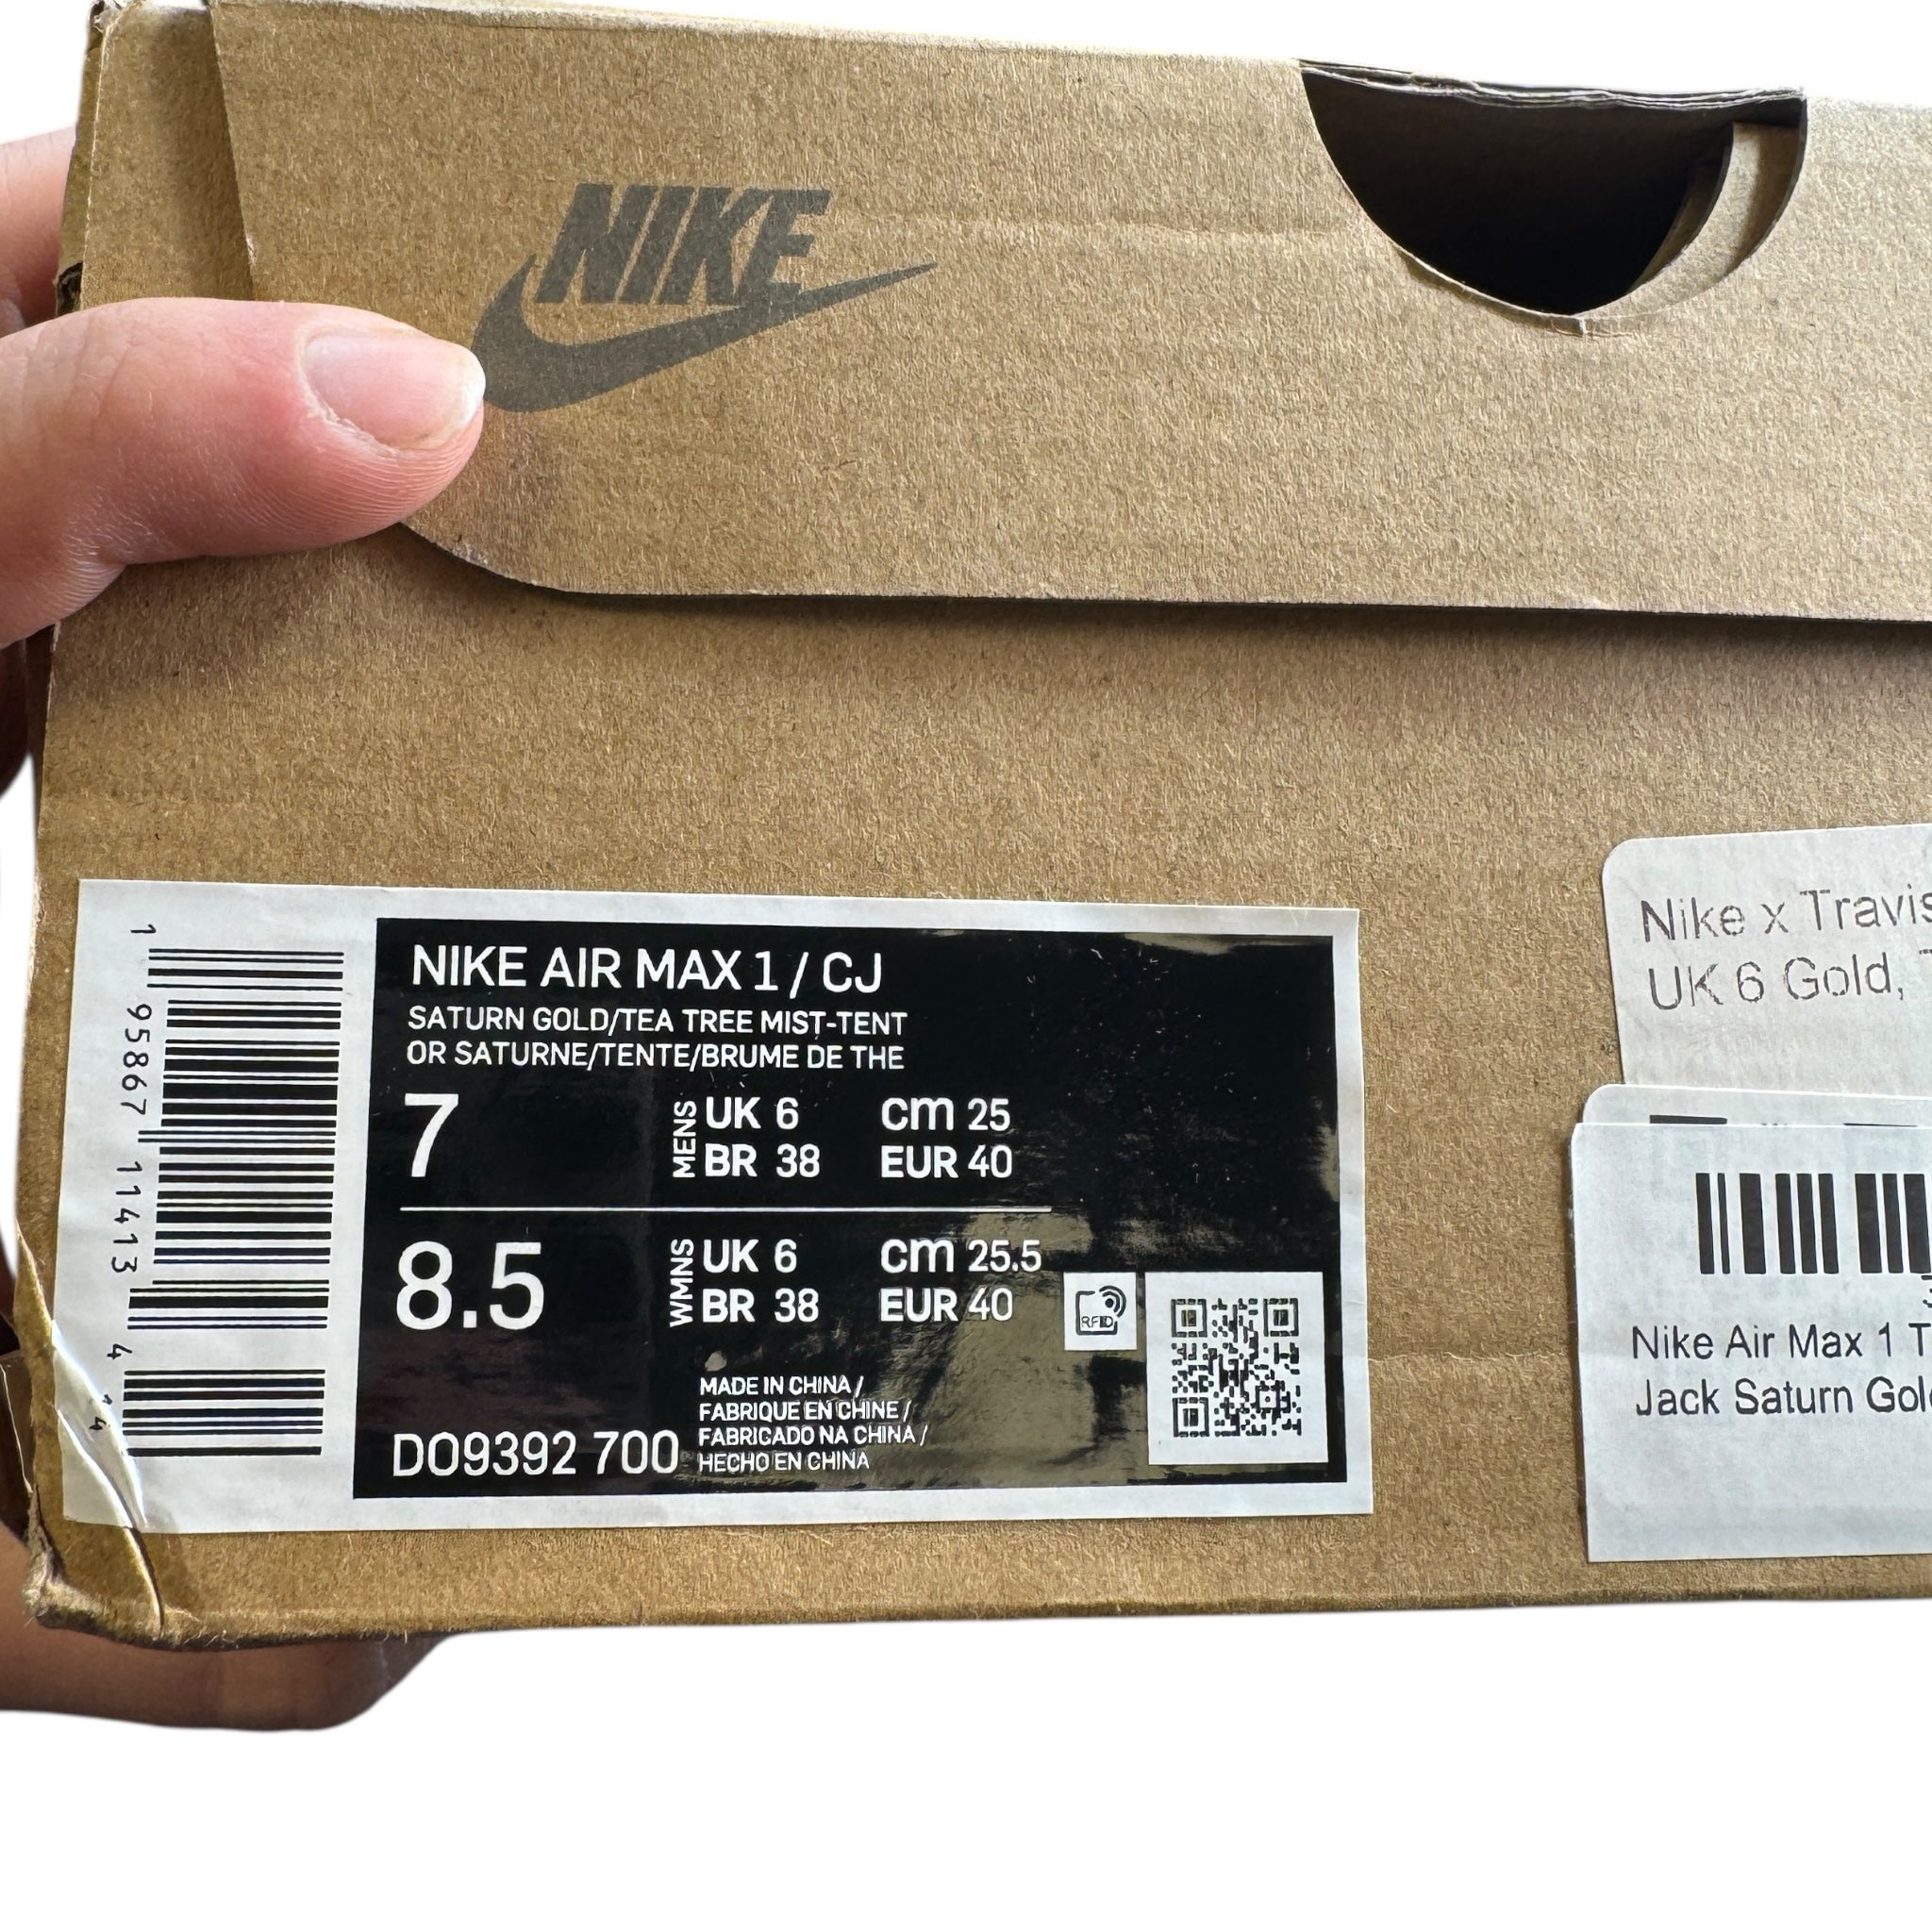 NIKE
NIKE AIR MAX 1 / CJ
SATURN GOLD/TEA TREE MIST-TENT
OR SATURNE/TENTE/BRUME DE THE
7
MENS
UK 6 CM 25
BR 38 EUR 40
8.5
WMNS
UK 6 CM 25.5
BR 38 EUR 40
RFID
MADE IN CHINA /
FABRIQUE EN CHINE /
FABRICADO NA CHINA /
HECHO EN CHINA
DO9392 700
1 95867 11413 4
Nike x Travis
UK 6 Gold,
Nike Air Max 1
Jack Saturn